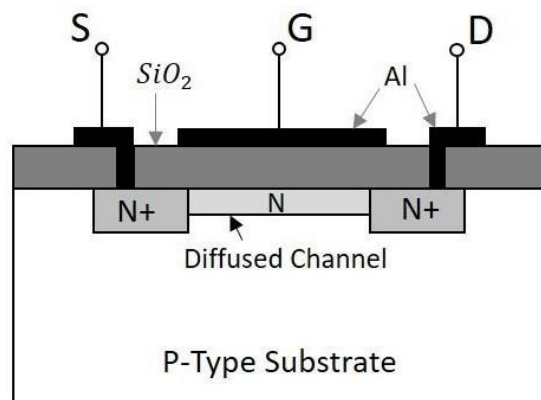 S G D
SiO₂ Al
N+ N N+
Diffused Channel
P-Type Substrate